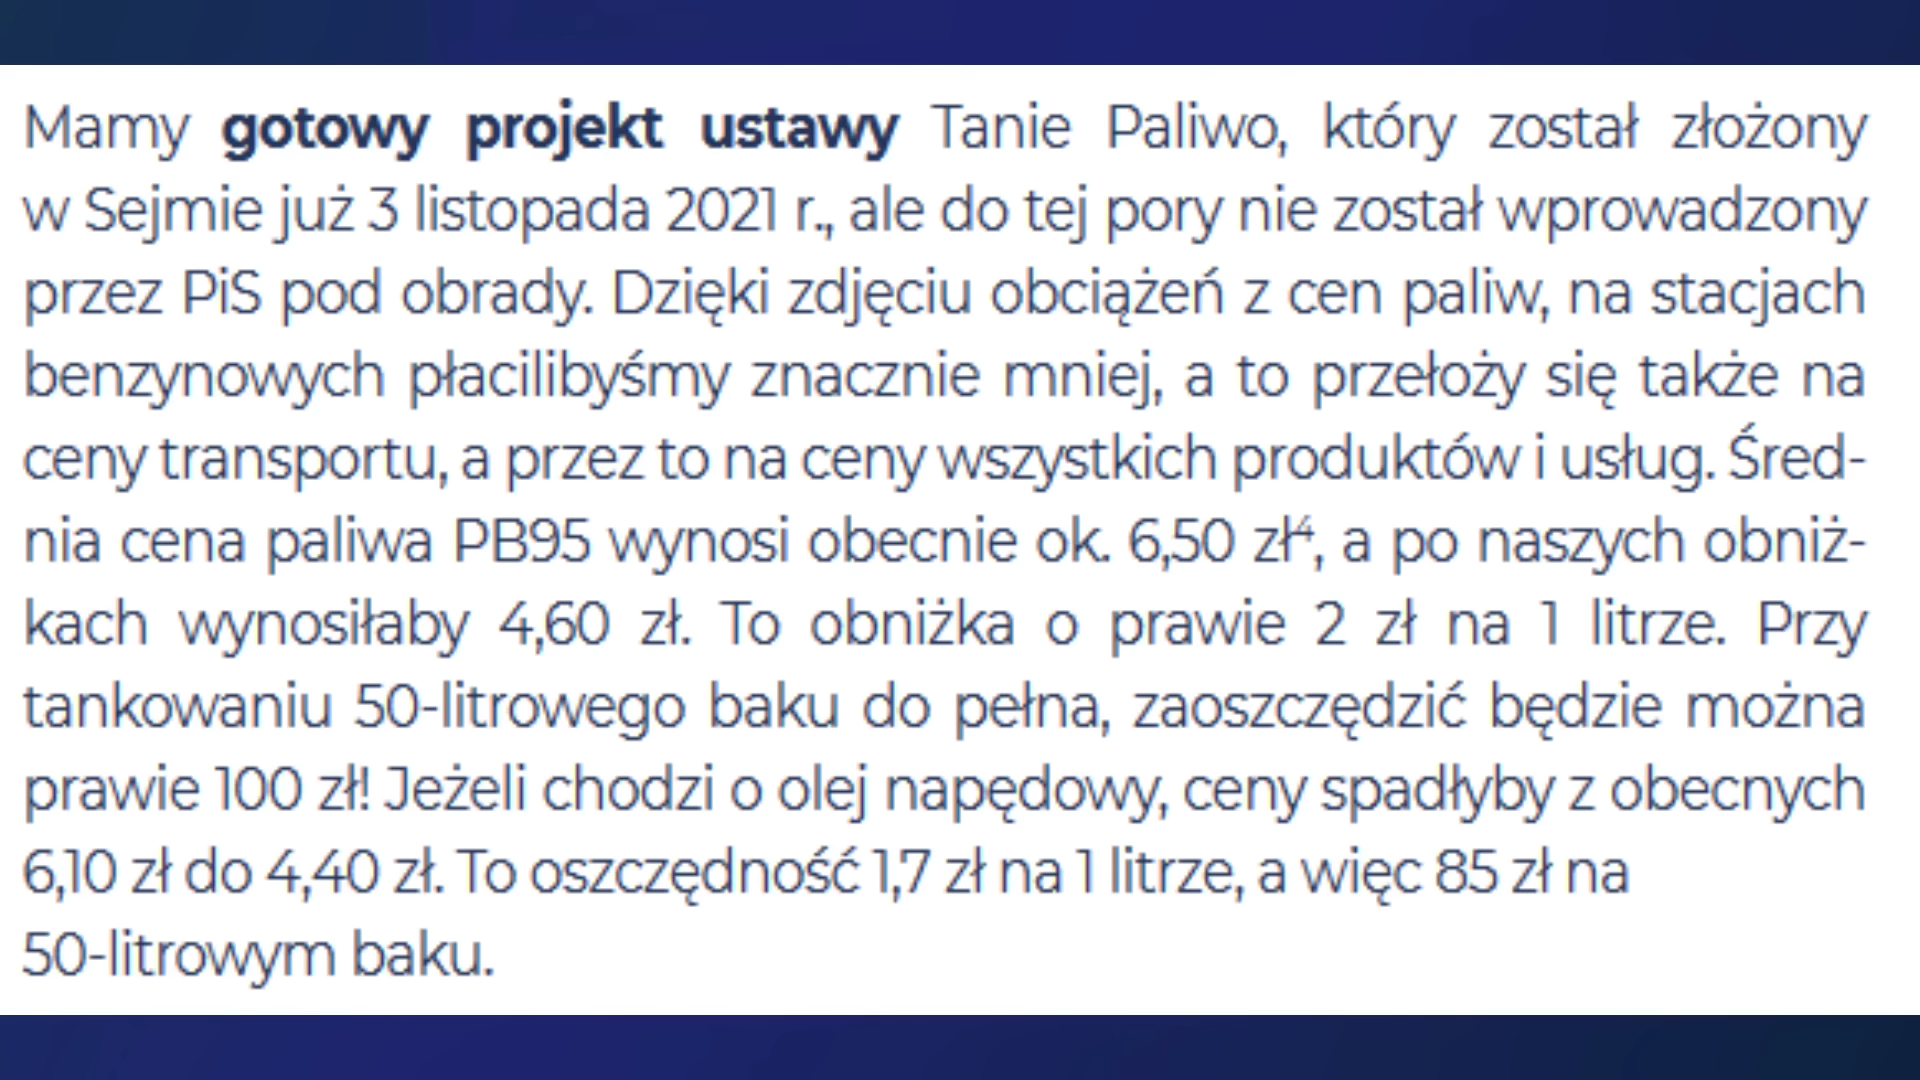 Mamy gotowy projekt ustawy Tanie Paliwo, który został złożony
w Sejmie już 3 listopada 2021 r., ale do tej pory nie został wprowadzony
przez PiS pod obrady. Dzięki zdjęciu obciążeń z cen paliw, na stacjach
benzynowych płacilibyśmy znacznie mniej, a to przełoży się także na
ceny transportu, a przez to na ceny wszystkich produktów i usług. Śred-
nia cena paliwa PB95 wynosi obecnie ok. 6,50 zł⁴, a po naszych obniż-
kach wynosiłaby 4,60 zł. To obniżka o prawie 2 zł na 1 litrze. Przy
tankowaniu 50-litrowego baku do pełna, zaoszczędzić będzie można
prawie 100 zł! Jeżeli chodzi o olej napędowy, ceny spadłyby z obecnych
6,10 zł do 4,40 zł. To oszczędność 1,7 zł na 1 litrze, a więc 85 zł na
50-litrowym baku.